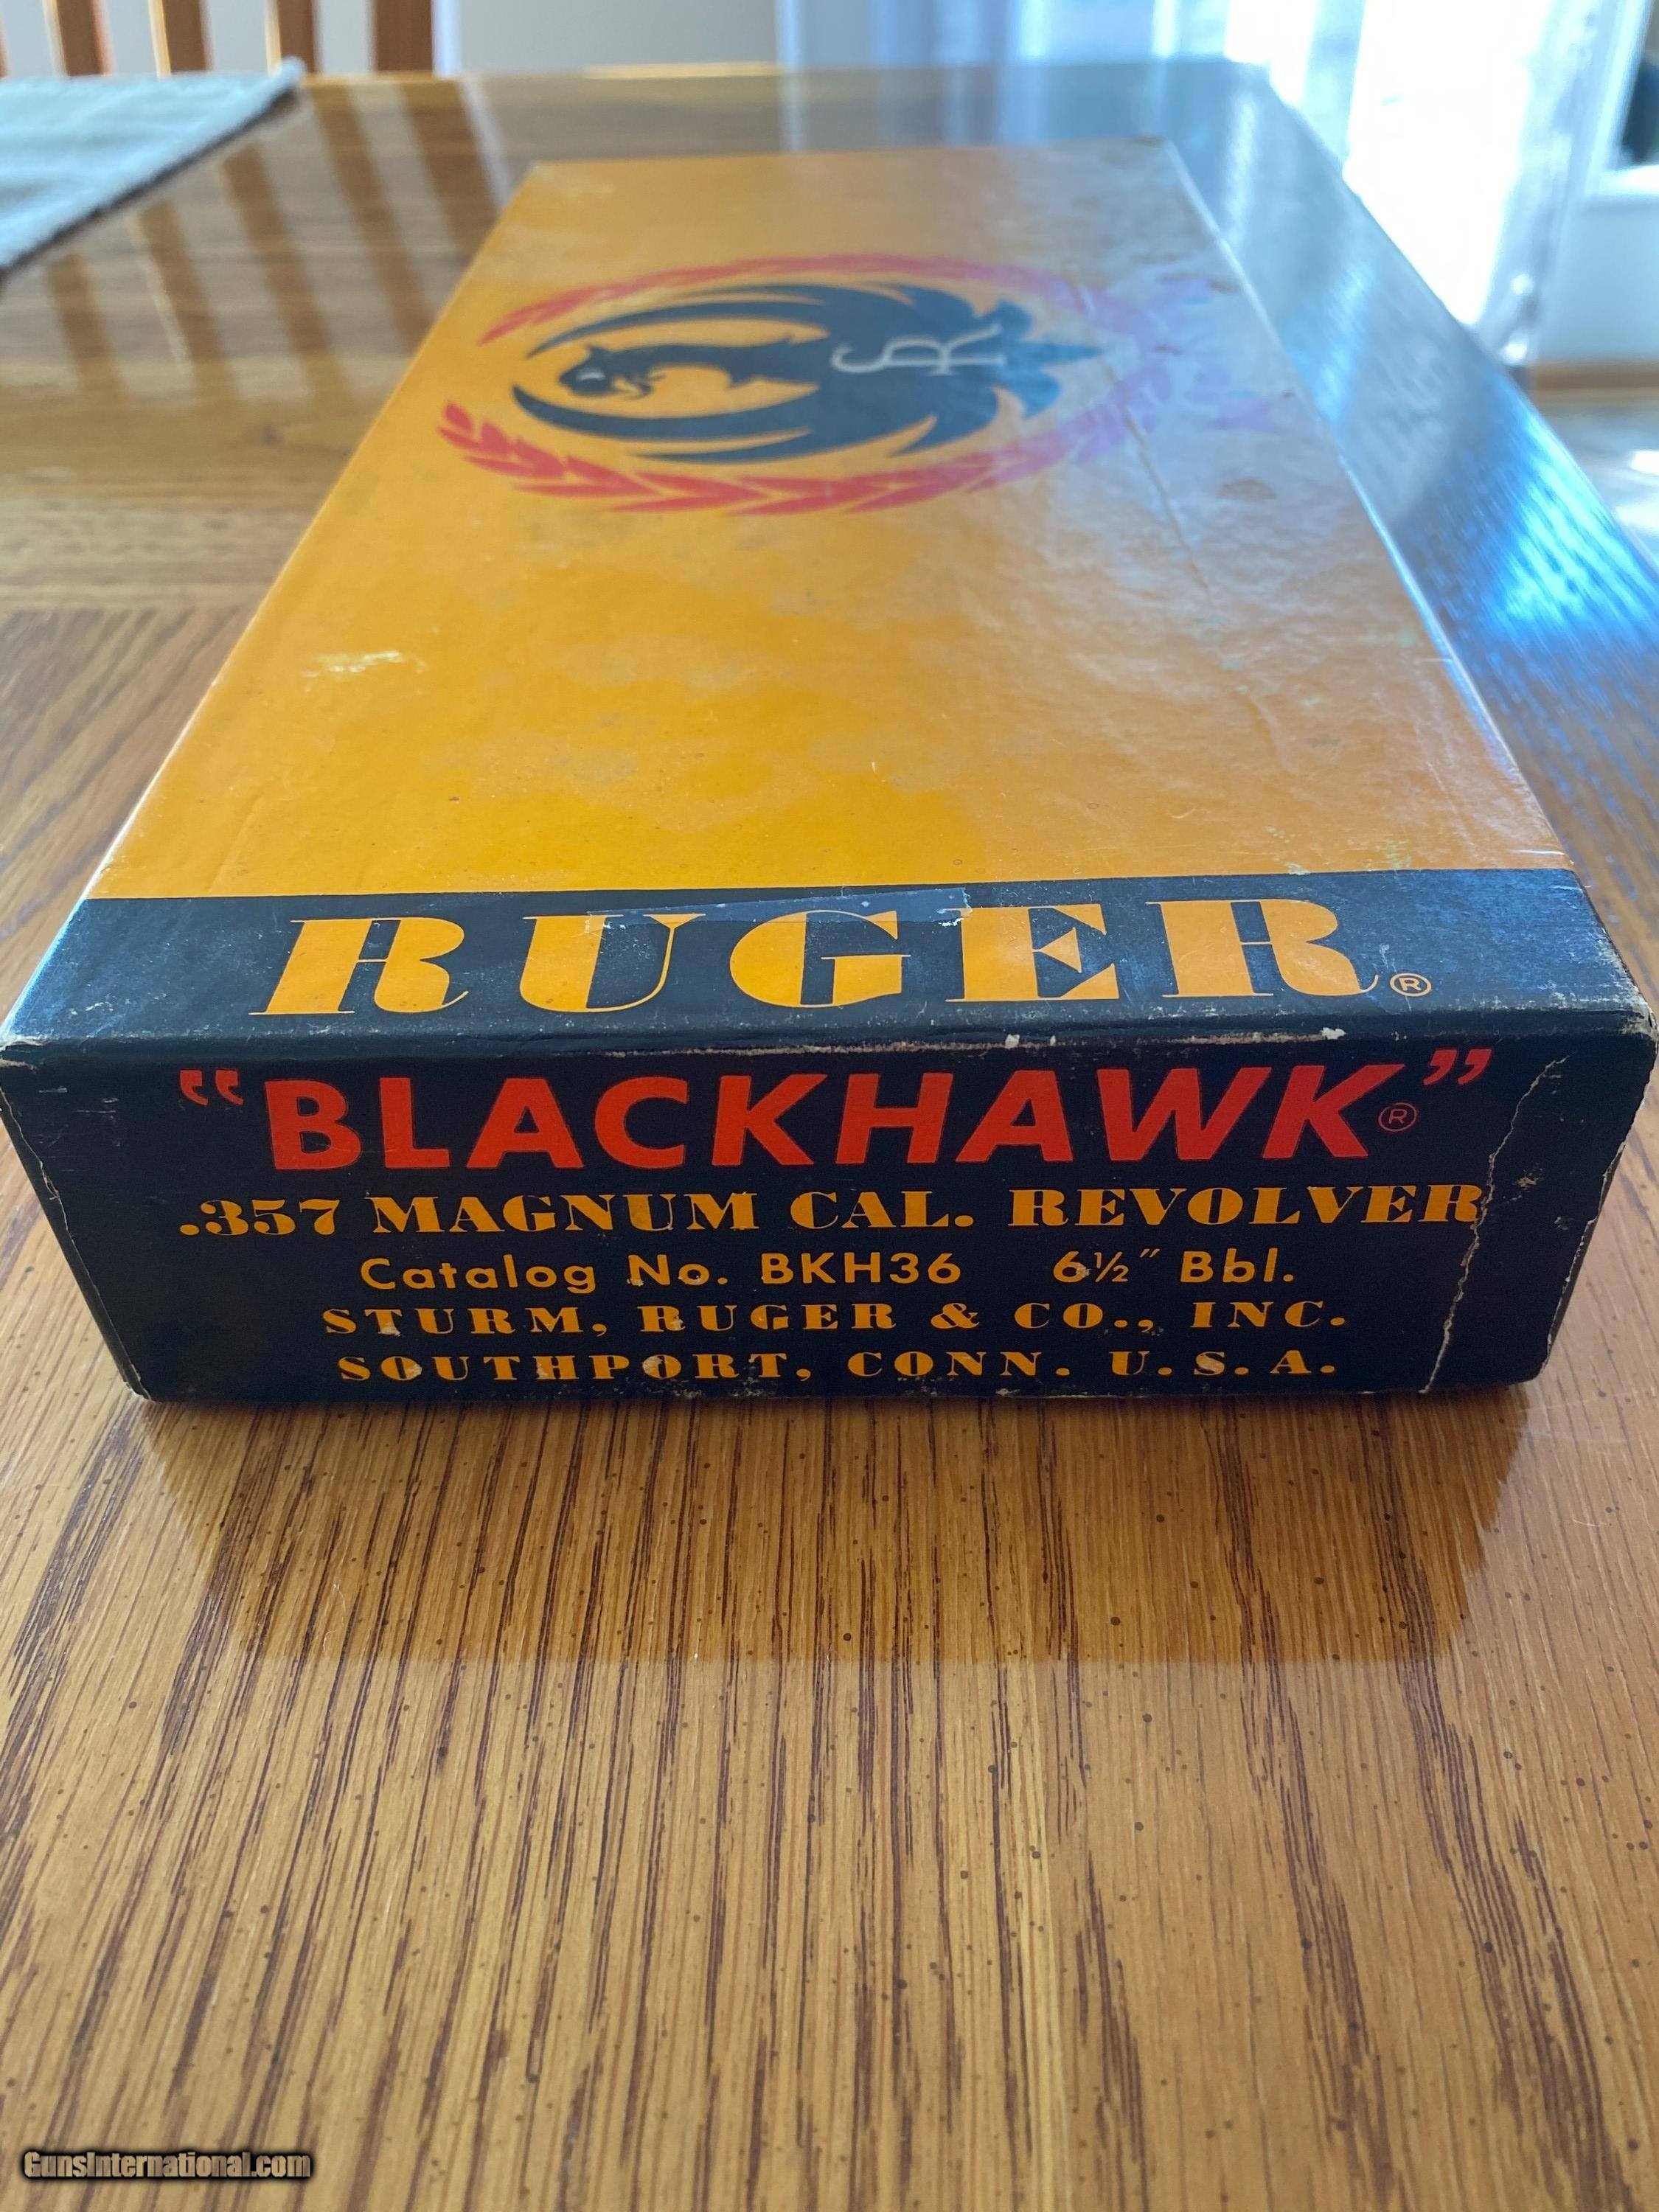 SR
RUGER®
“BLACKHAWK®”
.357 MAGNUM CAL. REVOLVER
Catalog No. BKH36 6½″ Bbl.
STURM, RUGER & CO., INC.
SOUTHPORT, CONN. U.S.A.
GunsInternational.com